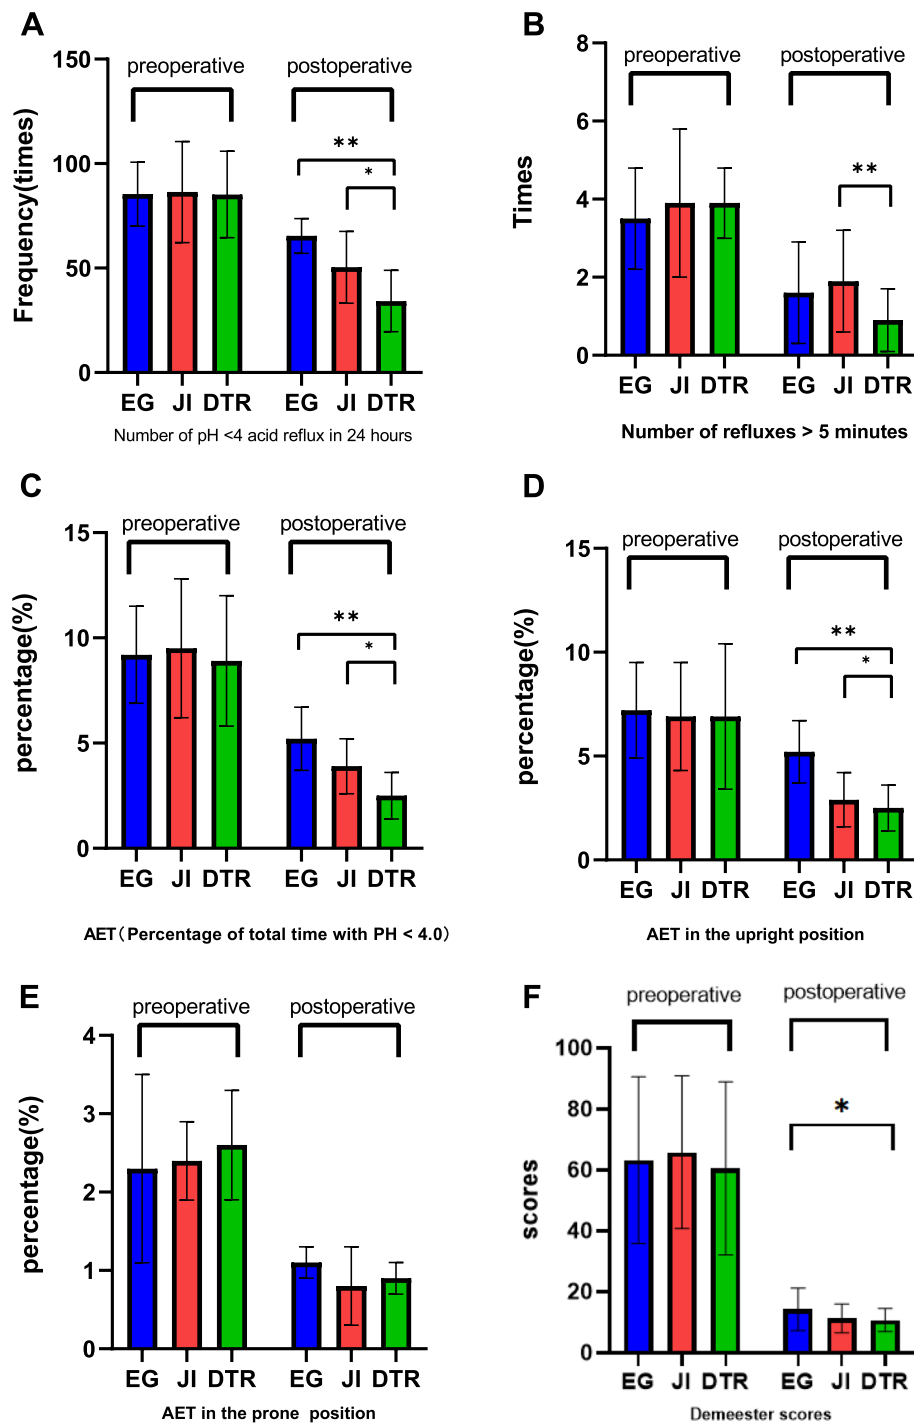 A
preoperative
postoperative
Frequency(times)
150
100
50
0
**
*
EG JI DTR
EG JI DTR
Number of pH <4 acid reflux in 24 hours
B
preoperative
postoperative
Times
8
6
4
2
0
**
EG JI DTR
EG JI DTR
Number of refluxes > 5 minutes
C
preoperative
postoperative
percentage(%)
15
10
5
0
**
*
EG JI DTR
EG JI DTR
AET（Percentage of total time with PH < 4.0）
D
preoperative
postoperative
percentage(%)
15
10
5
0
**
*
EG JI DTR
EG JI DTR
AET in the upright position
E
preoperative
postoperative
percentage(%)
4
3
2
1
0
EG JI DTR
EG JI DTR
AET in the prone position
F
preoperative
postoperative
scores
100
80
60
40
20
0
*
EG JI DTR
EG JI DTR
Demeester scores